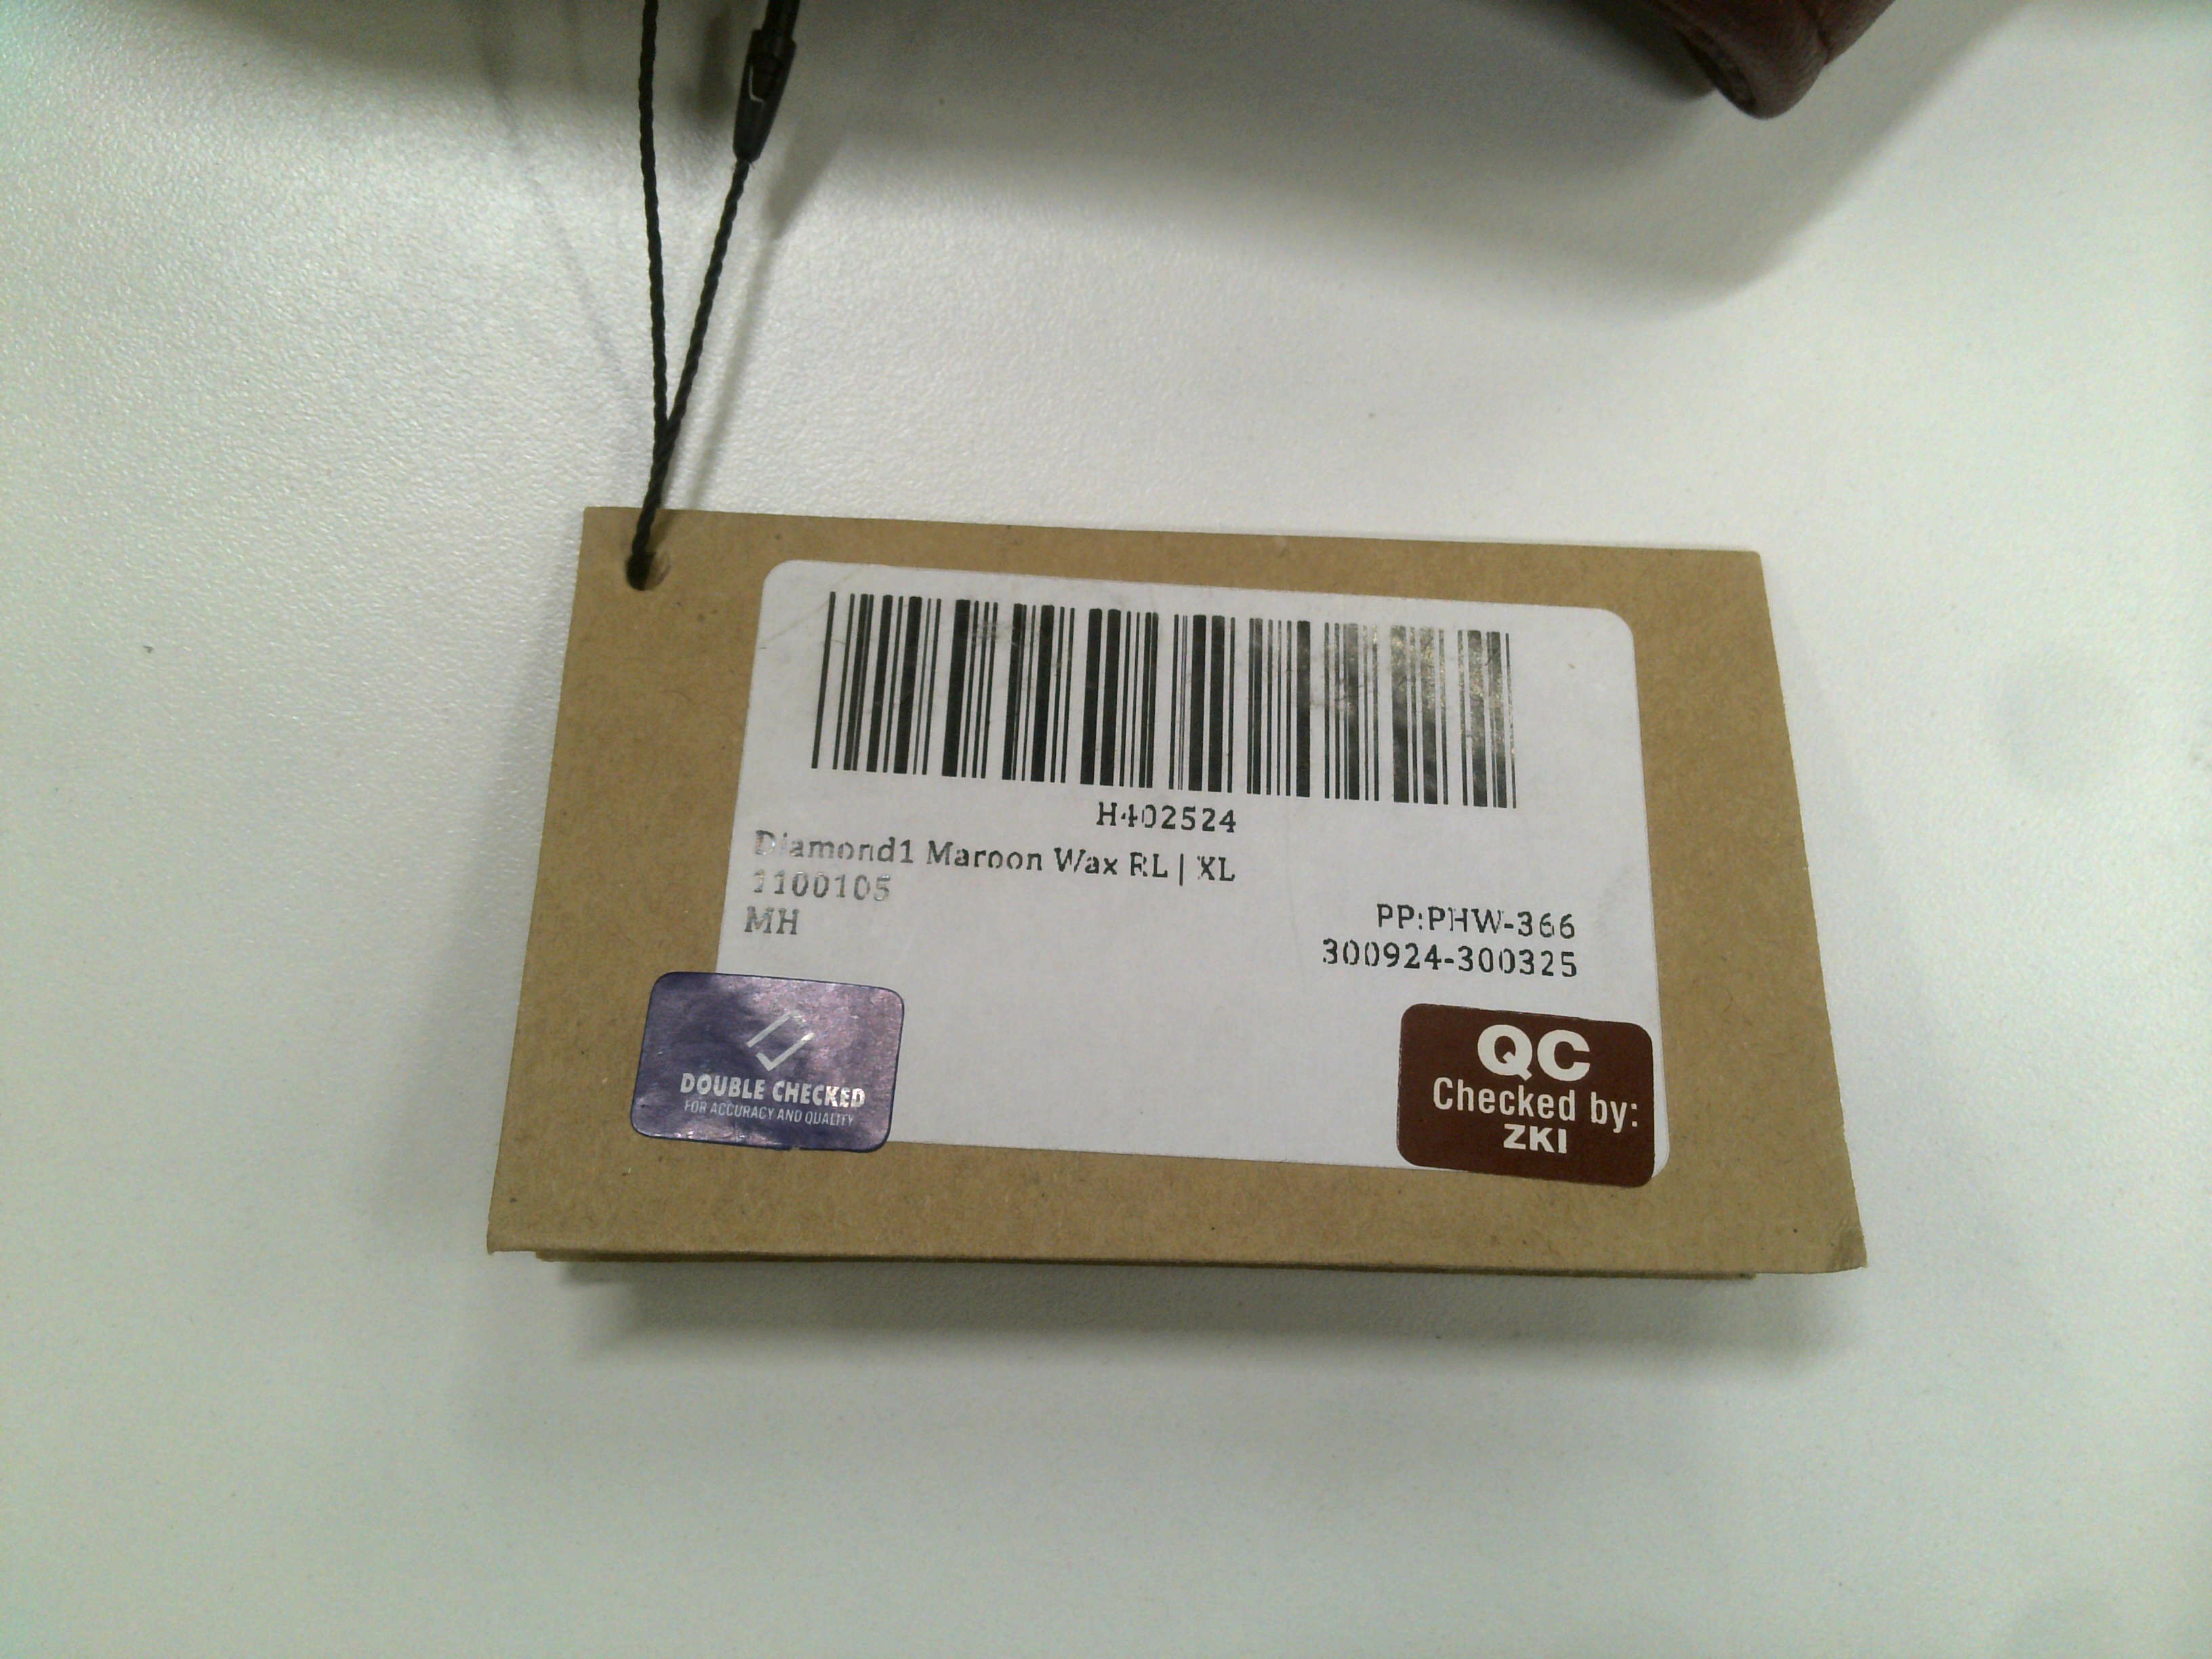 H402524
Diamond1 Maroon Wax RL | XL
1100105
MH
PP:PHW-366
300924-300325
DOUBLE CHECKED
FOR ACCURACY AND QUALITY
QC
Checked by:
ZKI